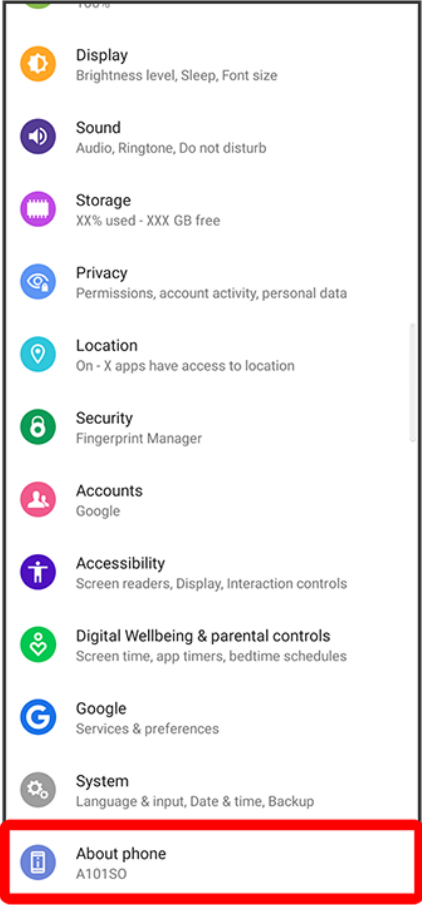 100%
Display
Brightness level, Sleep, Font size
Sound
Audio, Ringtone, Do not disturb
Storage
XX% used - XXX GB free
Privacy
Permissions, account activity, personal data
Location
On - X apps have access to location
Security
Fingerprint Manager
Accounts
Google
Accessibility
Screen readers, Display, Interaction controls
Digital Wellbeing & parental controls
Screen time, app timers, bedtime schedules
Google
Services & preferences
System
Language & input, Date & time, Backup
About phone
A101SO